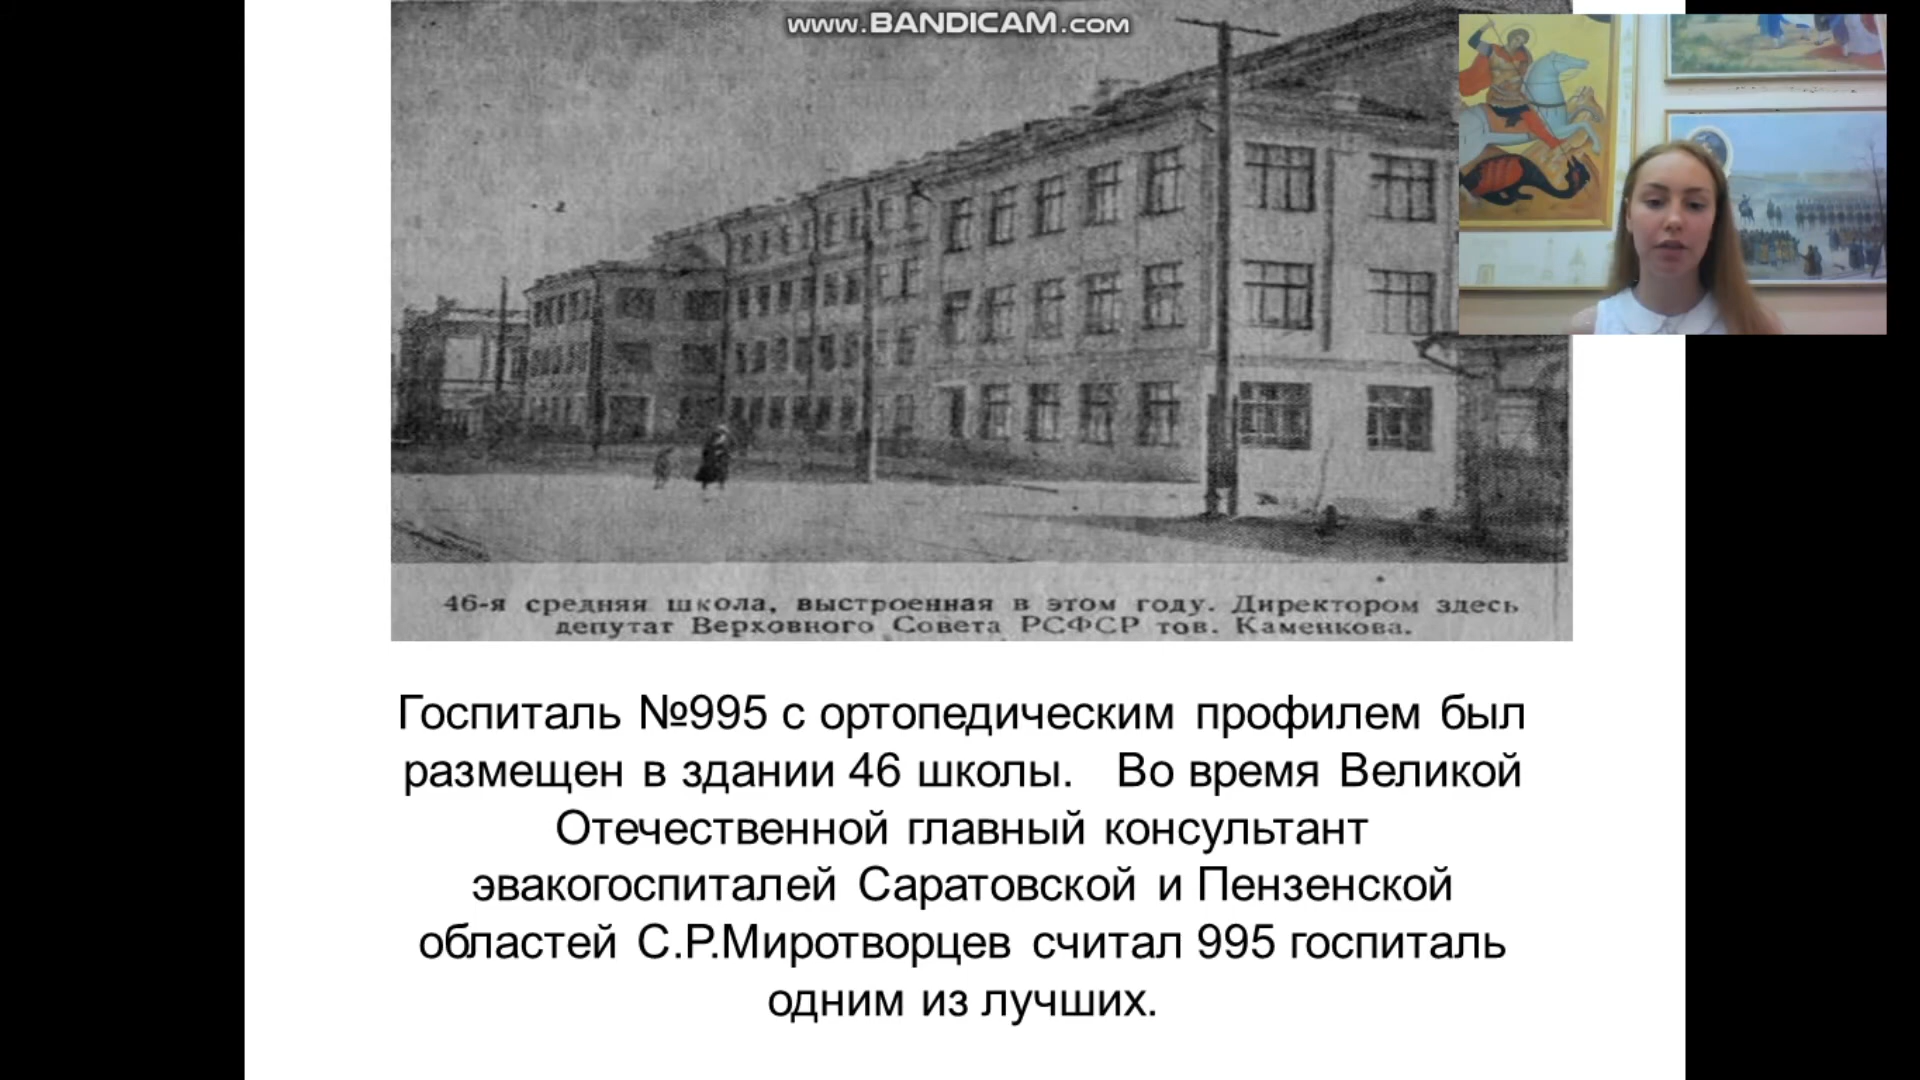 www.BANDICAM.com
46-я средняя школа, выстроенная в этом году. Директором здесь
депутат Верховного Совета РСФСР тов. Каменкова.
Госпиталь №995 с ортопедическим профилем был
размещен в здании 46 школы. Во время Великой
Отечественной главный консультант
эвакогоспиталей Саратовской и Пензенской
областей С.Р.Миротворцев считал 995 госпиталь
одним из лучших.